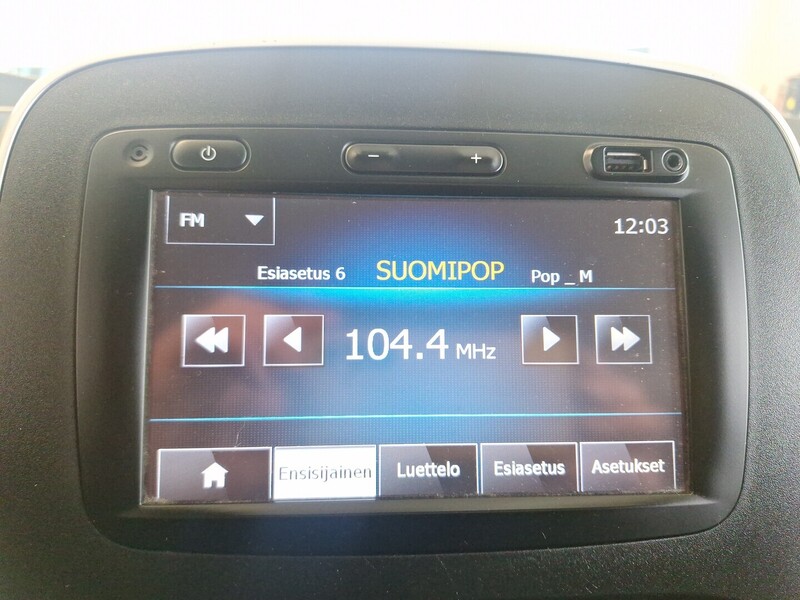 − +
FM 12:03
Esiasetus 6 SUOMIPOP Pop _ M
104.4 MHz
Ensisijainen Luettelo Esiasetus Asetukset